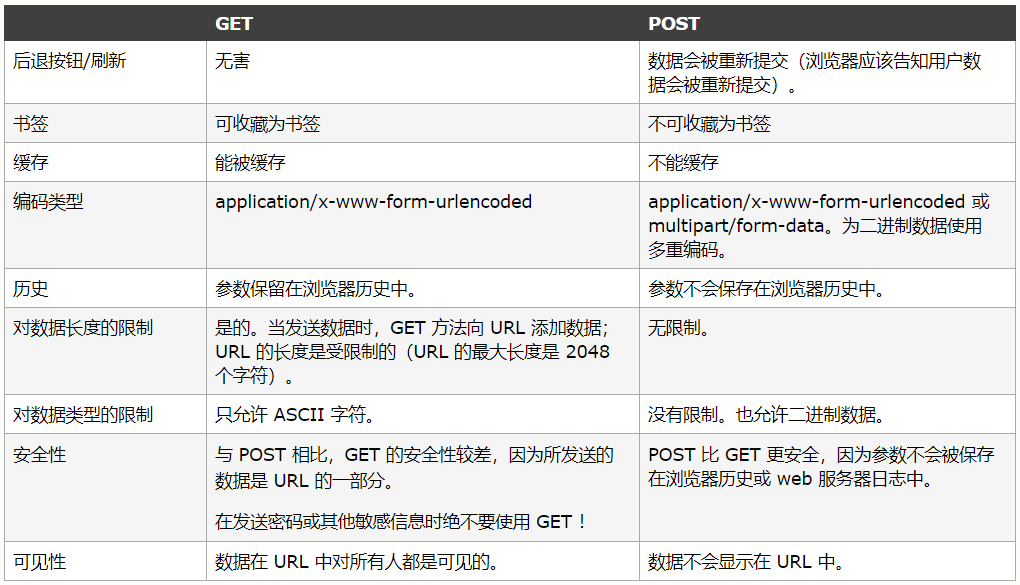 GET POST
后退按钮/刷新 无害 数据会被重新提交（浏览器应该告知用户数
据会被重新提交）。
书签 可收藏为书签 不可收藏为书签
缓存 能被缓存 不能缓存
编码类型 application/x-www-form-urlencoded application/x-www-form-urlencoded 或
multipart/form-data。为二进制数据使用
多重编码。
历史 参数保留在浏览器历史中。 参数不会保存在浏览器历史中。
对数据长度的限制 是的。当发送数据时，GET 方法向 URL 添加数据； 无限制。
URL 的长度是受限制的（URL 的最大长度是 2048
个字符）。
对数据类型的限制 只允许 ASCII 字符。 没有限制。也允许二进制数据。
安全性 与 POST 相比，GET 的安全性较差，因为所发送的 POST 比 GET 更安全，因为参数不会被保存
数据是 URL 的一部分。 在浏览器历史或 web 服务器日志中。
在发送密码或其他敏感信息时绝不要使用 GET ！
可见性 数据在 URL 中对所有人都是可见的。 数据不会显示在 URL 中。